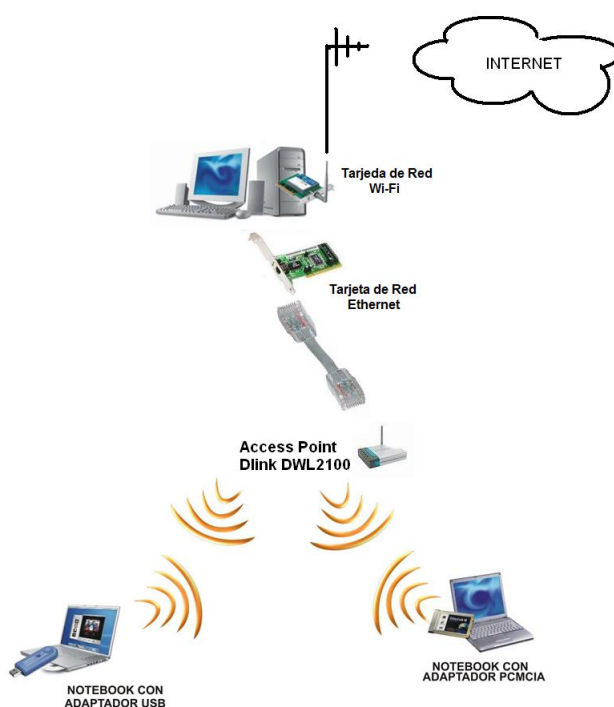 INTERNET
Tarjeda de Red
Wi-Fi
Tarjeta de Red
Ethernet
Access Point
Dlink DWL2100
NOTEBOOK CON
ADAPTADOR USB
NOTEBOOK CON
ADAPTADOR PCMCIA